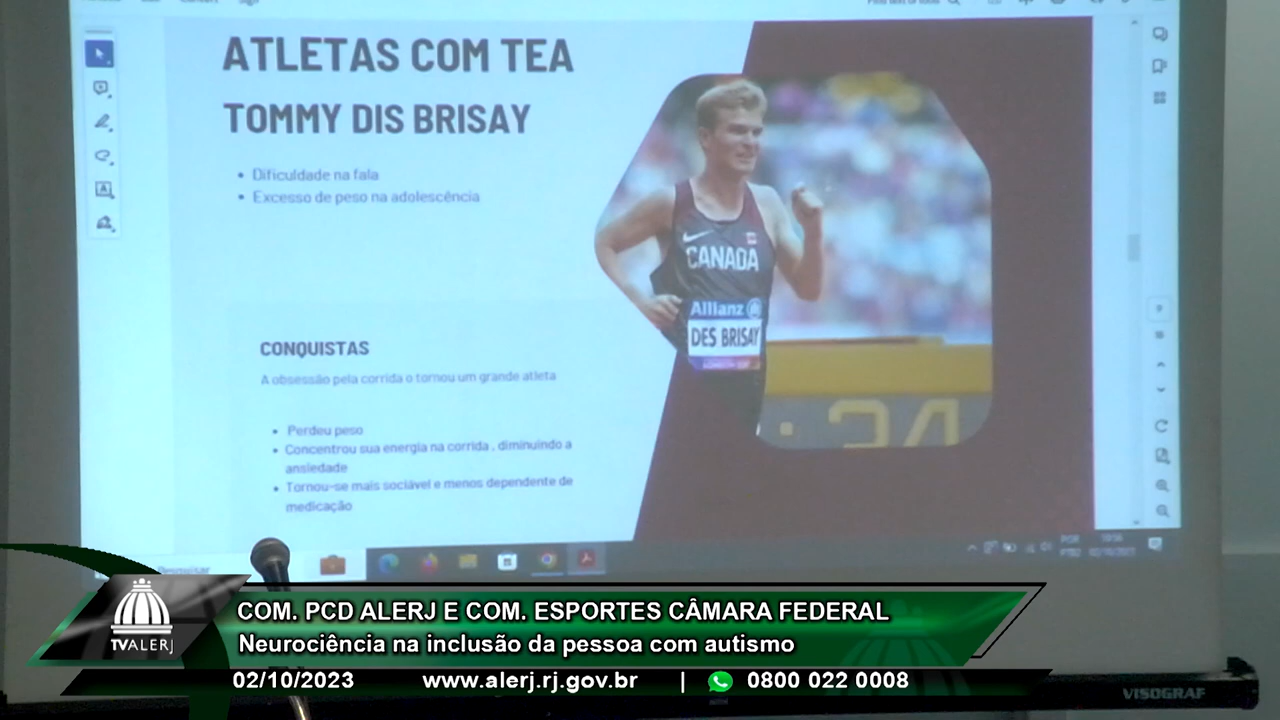 ATLETAS COM TEA
TOMMY DIS BRISAY
• Dificuldade na fala
• Excesso de peso na adolescência
CANADA
Allianz
DES BRISAY
CONQUISTAS
A obsessão pela corrida o tornou um grande atleta
• Perdeu peso
• Concentrou sua energia na corrida , diminuindo a
ansiedade
• Tornou-se mais sociável e menos dependente de
medicação
:34
TVALERJ
COM. PCD ALERJ E COM. ESPORTES CÂMARA FEDERAL
Neurociência na inclusão da pessoa com autismo
02/10/2023 www.alerj.rj.gov.br | 0800 022 0008
VISOGRAF